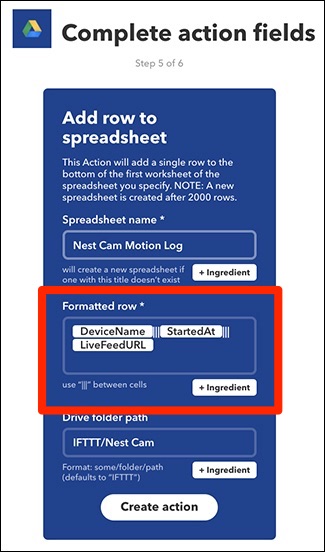 Complete action fields
Step 5 of 6
Add row to
spreadsheet
This Action will add a single row to the
bottom of the first worksheet of the
spreadsheet you specify. NOTE: A new
spreadsheet is created after 2000 rows.
Spreadsheet name *
Nest Cam Motion Log
will create a new spreadsheet if
one with this title doesn't exist
+ Ingredient
Formatted row *
DeviceName ||| StartedAt |||
LiveFeedURL
use "|||" between cells
+ Ingredient
Drive folder path
IFTTT/Nest Cam
Format: some/folder/path
(defaults to "IFTTT")
+ Ingredient
Create action